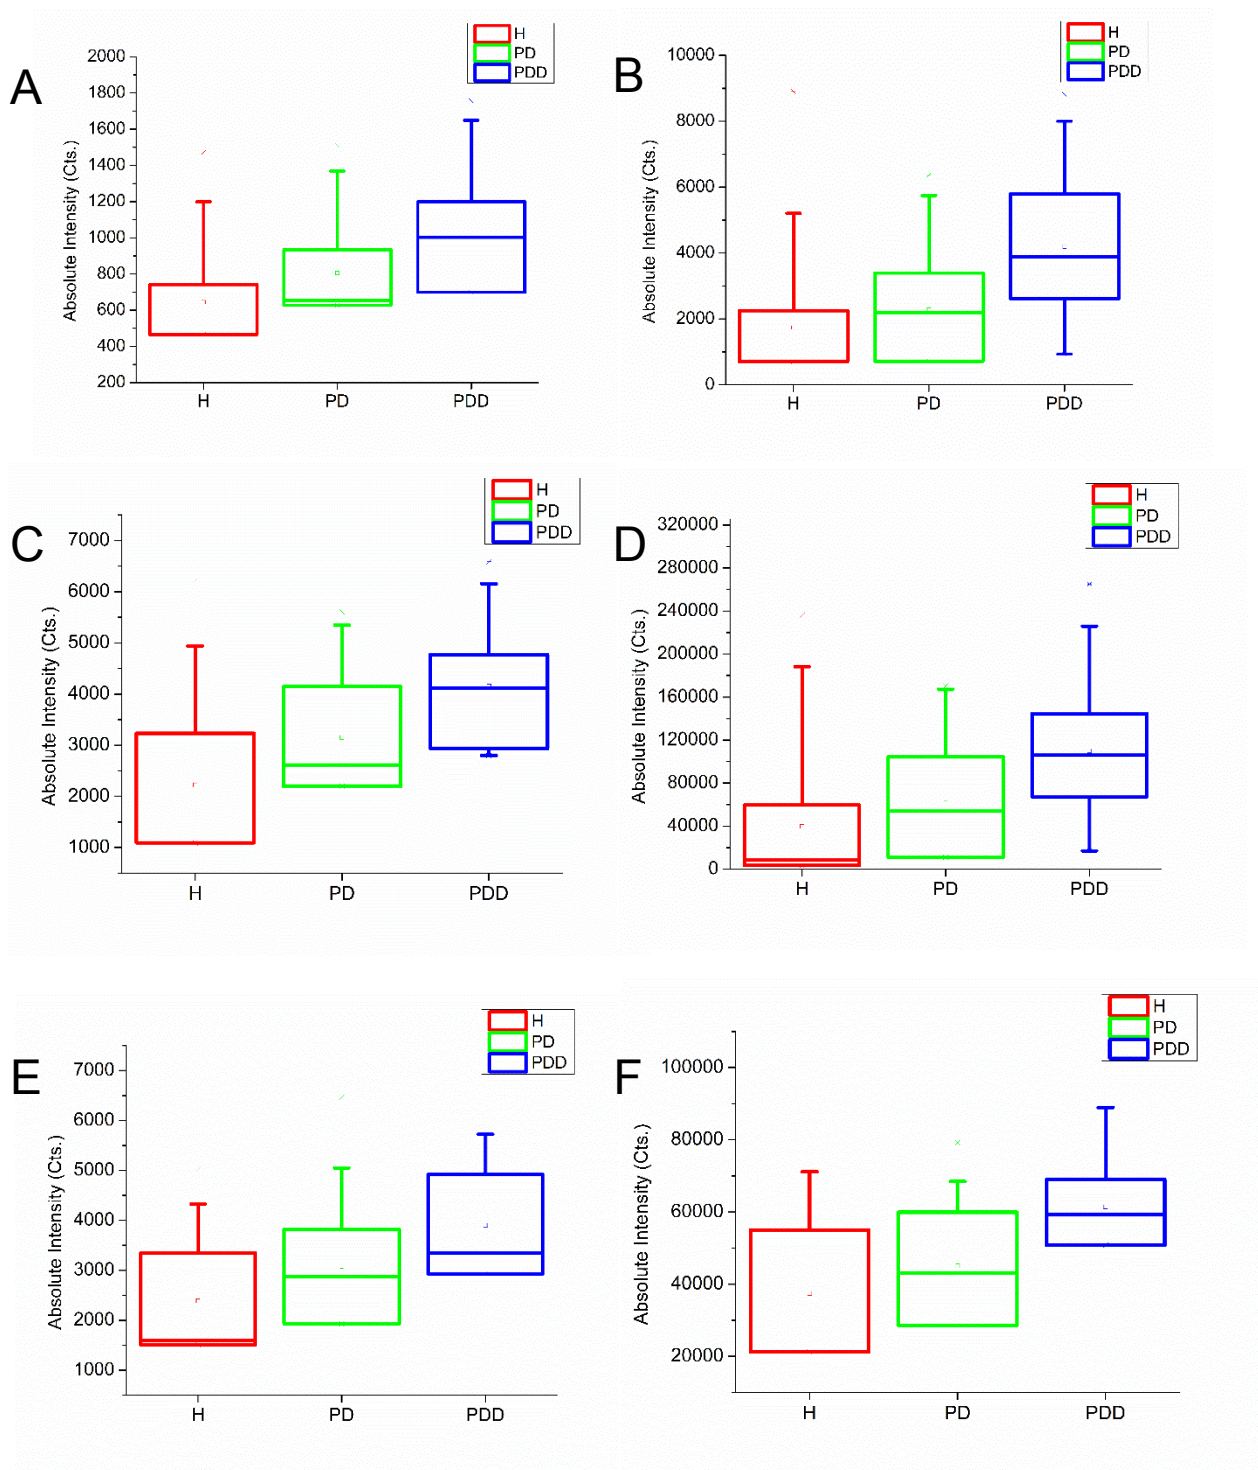 A
H
PD
PDD
Absolute Intensity (Cts.)
2000
1800
1600
1400
1200
1000
800
600
400
200
H PD PDD
B
H
PD
PDD
Absolute Intensity (Cts.)
10000
8000
6000
4000
2000
0
H PD PDD
C
H
PD
PDD
Absolute Intensity (Cts.)
7000
6000
5000
4000
3000
2000
1000
H PD PDD
D
H
PD
PDD
Absolute Intensity (Cts.)
320000
280000
240000
200000
160000
120000
80000
40000
0
H PD PDD
E
H
PD
PDD
Absolute Intensity (Cts.)
7000
6000
5000
4000
3000
2000
1000
H PD PDD
F
H
PD
PDD
Absolute Intensity (Cts.)
100000
80000
60000
40000
20000
H PD PDD